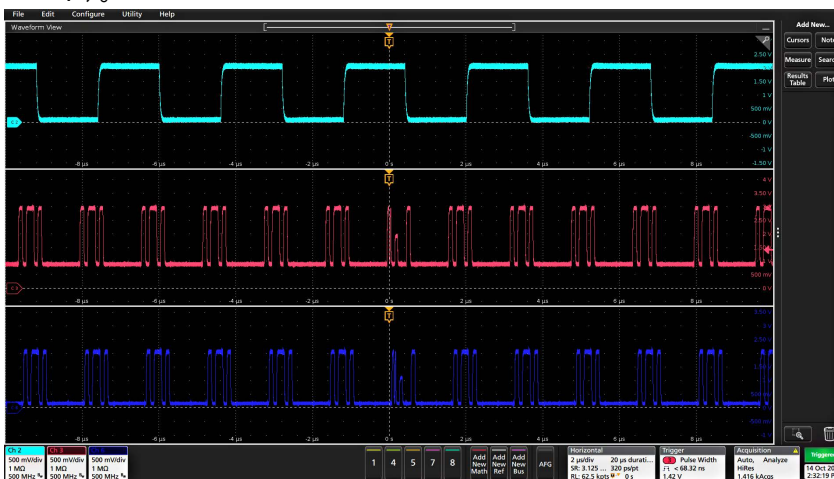 File Edit Configure Utility Help
Waveform View
Add New...
Cursors Note
Measure Search
Results Table Plot
2.50 V
1 V
500 mV
0 V
-500 mV
-1 V
-1.50 V
-8 µs -6 µs -4 µs -2 µs 0 s 2 µs 4 µs 6 µs 8 µs
4 V
3.50 V
500 mV
0 V
-8 µs -6 µs -4 µs -2 µs 0 s 2 µs 4 µs 6 µs 8 µs
-8 µs -6 µs -4 µs -2 µs 0 s 2 µs 4 µs 6 µs 8 µs
Ch 2
500 mV/div
1 MΩ
500 MHz
Ch 3
500 mV/div
1 MΩ
500 MHz
500 mV/div
1 MΩ
500 MHz
1 4 5 7 8
Add New Math
Add New Ref
Add New Bus
AFG
Horizontal
2 µs/div 20 µs durati...
SR: 3.125 ... 320 ps/pt
RL: 62.5 kpts 0 s
Trigger
3 Pulse Width
< 68.32 ns
1.42 V
Acquisition
Auto, Analyze
HiRes
1.416 kAcqs
Triggered
14 Oct 20
2:32:19 P